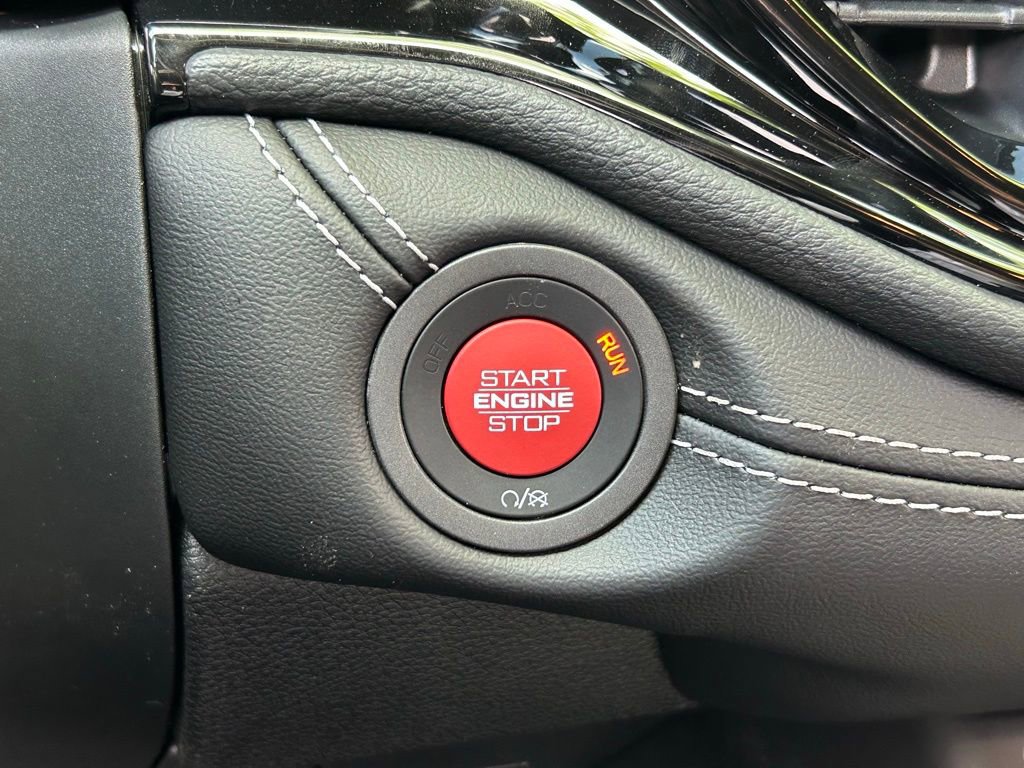 ACC
OFF
RUN
START
ENGINE
STOP